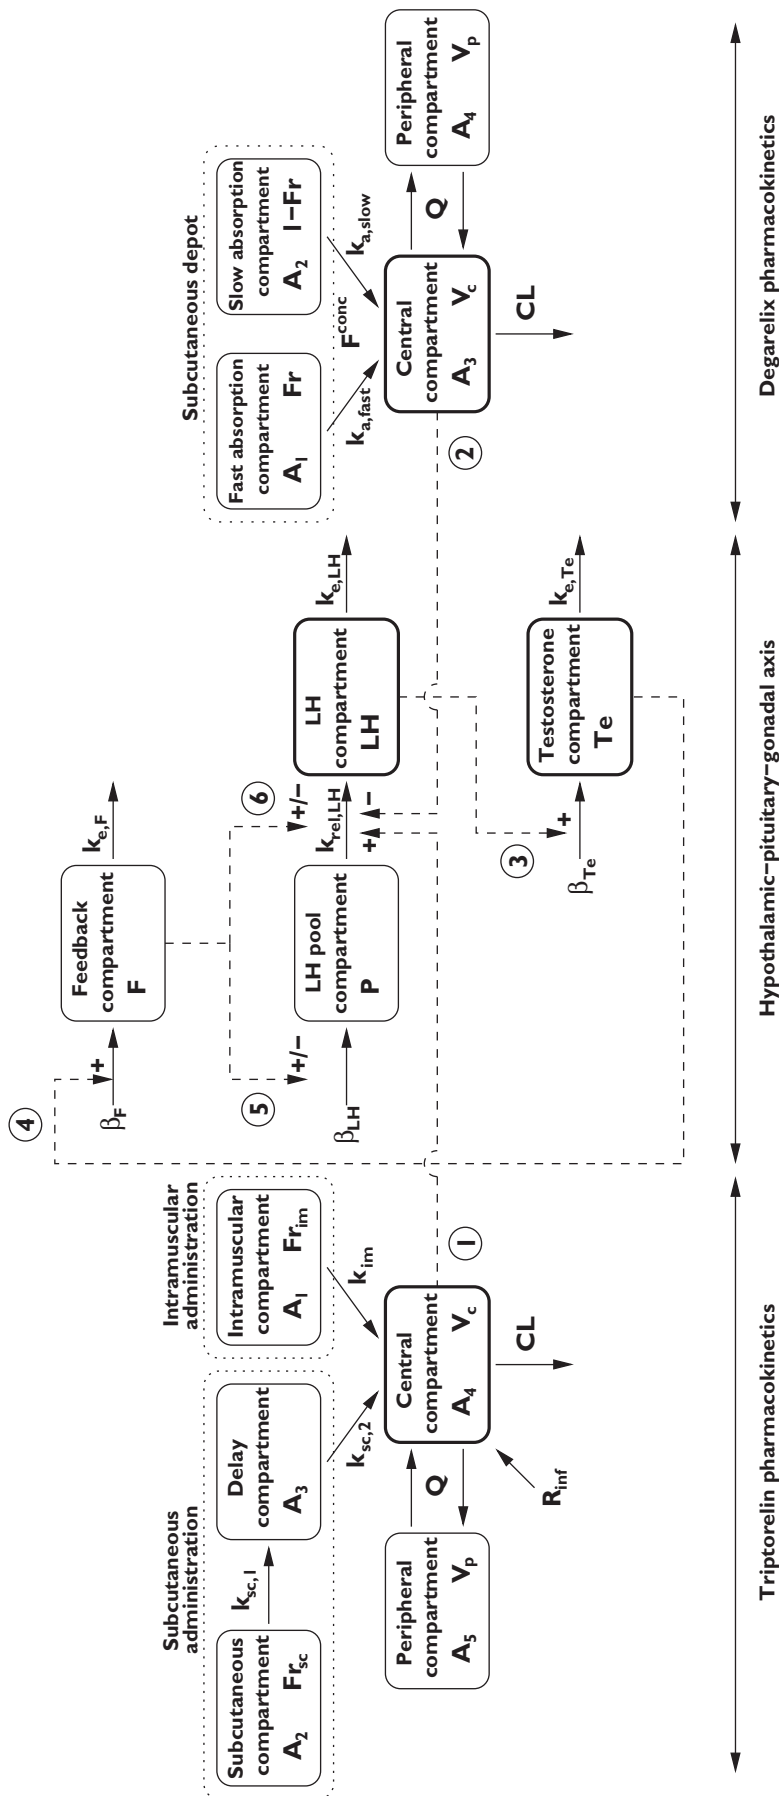 Subcutaneous
administration
Subcutaneous
compartment
A2 Frsc
ksc,1
Delay
compartment
A3
ksc,2
Intramuscular
administration
Intramuscular
compartment
A1 Frim
kim
Peripheral
compartment
A5 Vp
Q
Central
compartment
A4 Vc
Rinf
CL
1
Triptorelin pharmacokinetics
4
βF
+
Feedback
compartment
F
ke,F
5
+/−
6
+/−
βLH
LH pool
compartment
P
krel,LH
+
−
LH
compartment
LH
ke,LH
3
βTe
+
Testosterone
compartment
Te
ke,Te
Hypothalamic−pituitary−gonadal axis
Subcutaneous depot
Fast absorption
compartment
A1 Fr
Slow absorption
compartment
A2 1−Fr
ka,fast
Fconc
ka,slow
2
Central
compartment
A3 Vc
Q
Peripheral
compartment
A4 Vp
CL
Degarelix pharmacokinetics